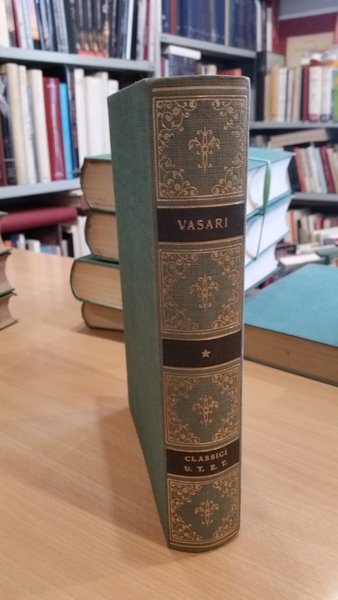 VASARI
*
CLASSICI
U. T. E. T.